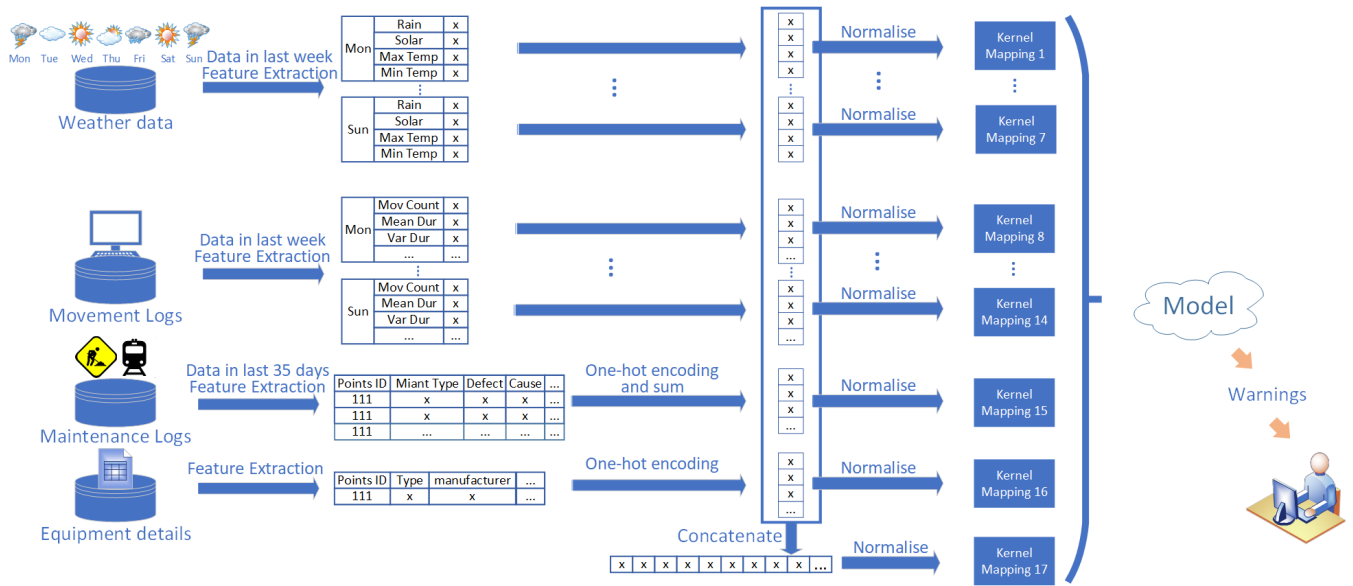 Mon Tue Wed Thu Fri Sat Sun
Weather data
Data in last week
Feature Extraction
Mon
Rain x
Solar x
Max Temp x
Min Temp x
Sun
Rain x
Solar x
Max Temp x
Min Temp x
x
x
x
x
x
x
x
x
Normalise
Normalise
Kernel
Mapping 1
Kernel
Mapping 7
Movement Logs
Data in last week
Feature Extraction
Mon
Mov Count x
Mean Dur x
Var Dur x
... ...
Sun
Mov Count x
Mean Dur x
Var Dur x
... ...
x
x
x
...
x
x
x
...
Normalise
Normalise
Kernel
Mapping 8
Kernel
Mapping 14
Maintenance Logs
Data in last 35 days
Feature Extraction
Points ID Miant Type Defect Cause ...
111 x x x ...
111 x x x ...
111 ... ... ... ...
One-hot encoding
and sum
x
x
x
...
Normalise
Kernel
Mapping 15
Equipment details
Feature Extraction
Points ID Type manufacturer ...
111 x x ...
One-hot encoding
x
x
x
...
Normalise
Kernel
Mapping 16
Concatenate
x x x x x x x x x ...
Normalise
Kernel
Mapping 17
Model
Warnings